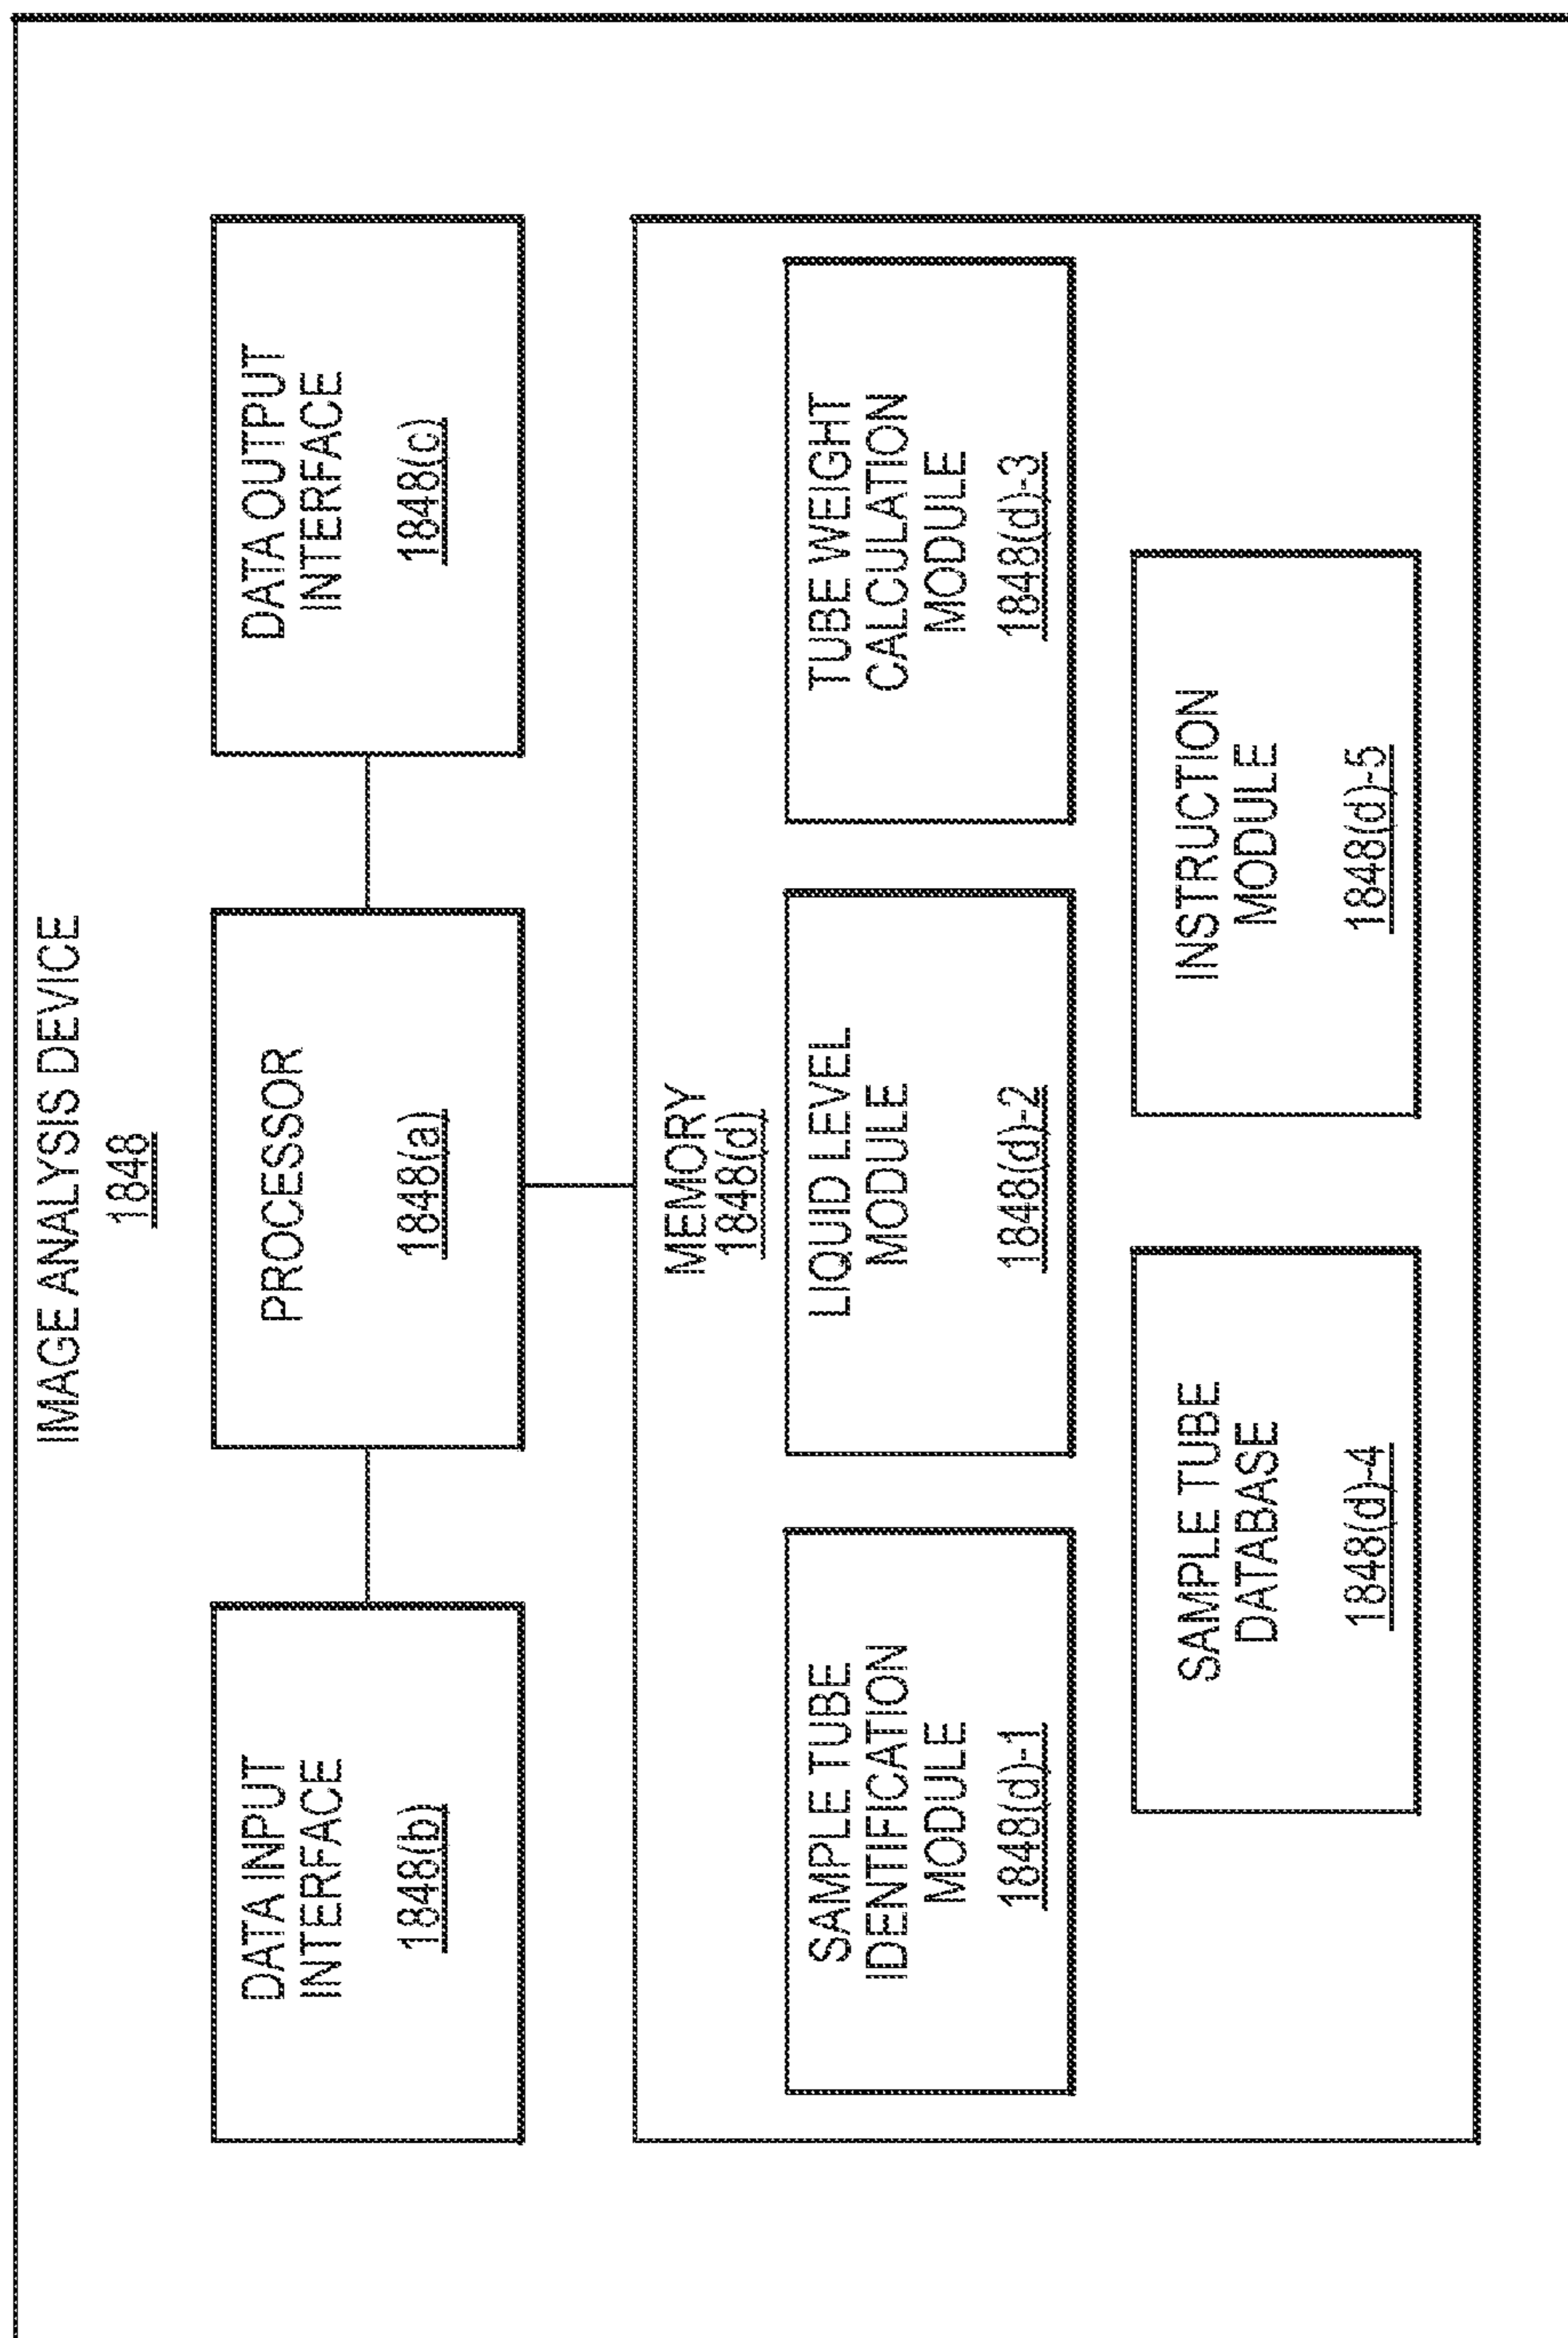 IMAGE ANALYSIS DEVICE
1848
DATA INPUT
INTERFACE
1848(b)
PROCESSOR
1848(a)
DATA OUTPUT
INTERFACE
1848(c)
MEMORY
1848(d)
SAMPLE TUBE
IDENTIFICATION
MODULE
1848(d)-1
LIQUID LEVEL
MODULE
1848(d)-2
TUBE WEIGHT
CALCULATION
MODULE
1848(d)-3
SAMPLE TUBE
DATABASE
1848(d)-4
INSTRUCTION
MODULE
1848(d)-5